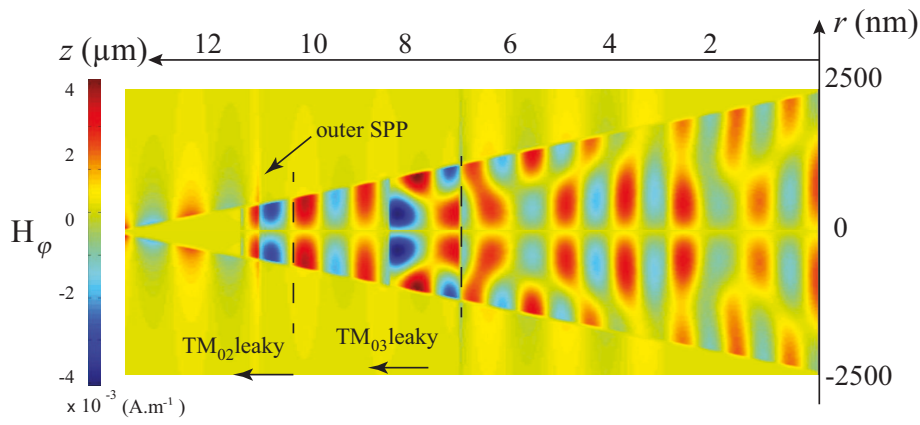 r (nm)
z (μm) 12 10 8 6 4 2
2500
4
2
0
-2
-4
H_φ
x 10⁻³ (A.m⁻¹)
outer SPP
0
TM₀₂leaky
TM₀₃leaky
-2500